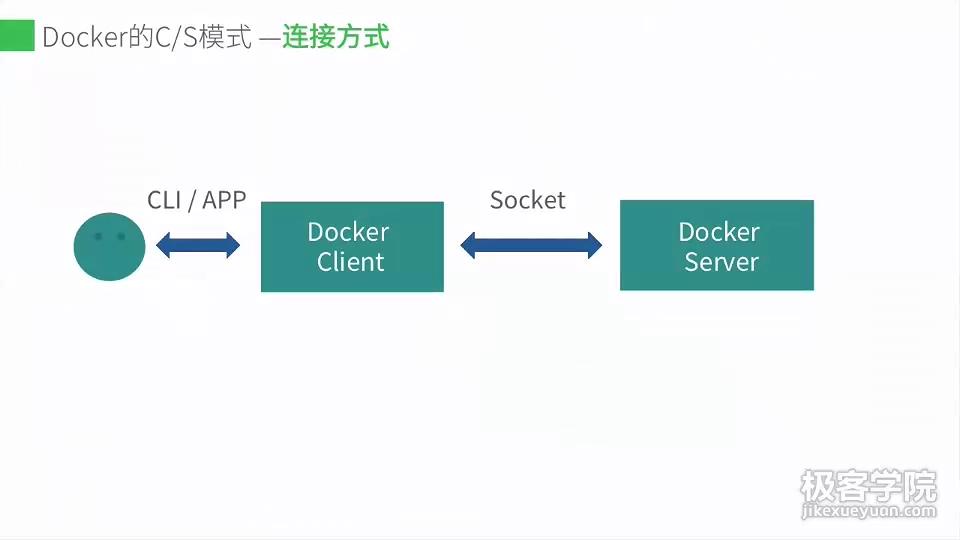 Docker的C/S模式 —连接方式
CLI / APP
Socket
Docker
Client
Docker
Server
极客学院
jikexueyuan.com